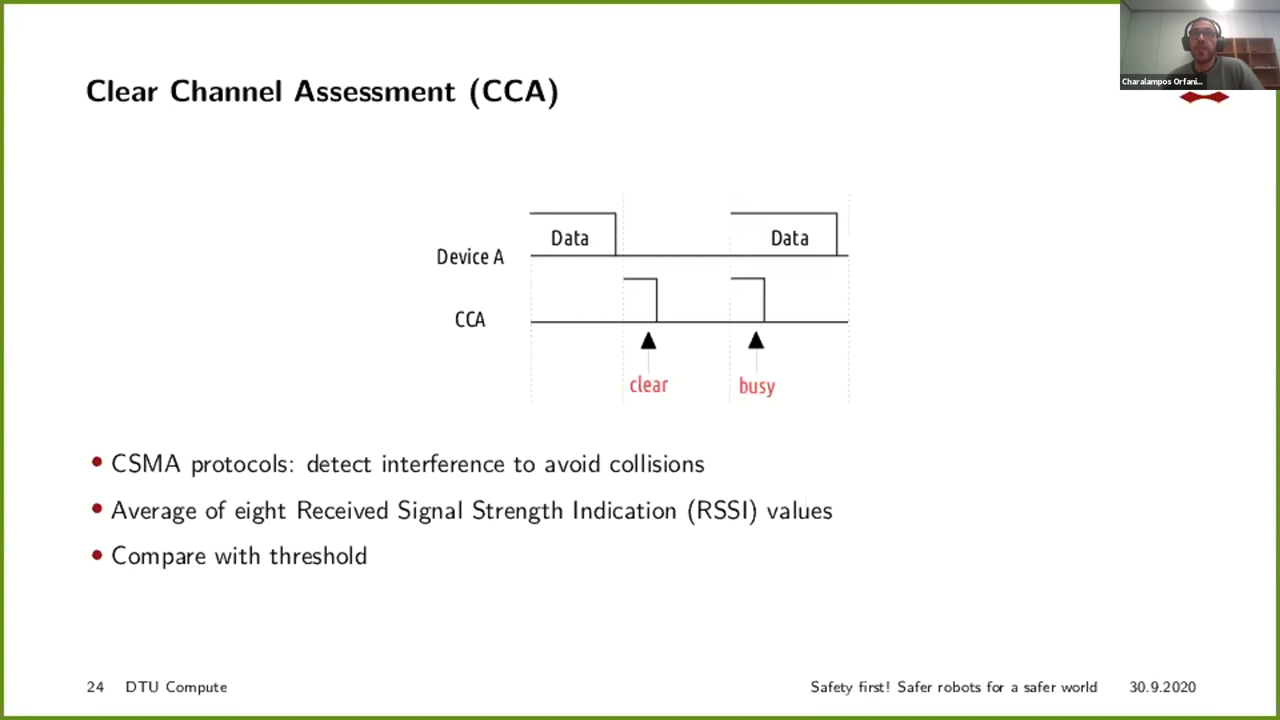 Clear Channel Assessment (CCA)
Charalampos Orfani...
Data
Data
Device A
CCA
clear
busy
• CSMA protocols: detect interference to avoid collisions
• Average of eight Received Signal Strength Indication (RSSI) values
• Compare with threshold
24 DTU Compute
Safety first! Safer robots for a safer world 30.9.2020